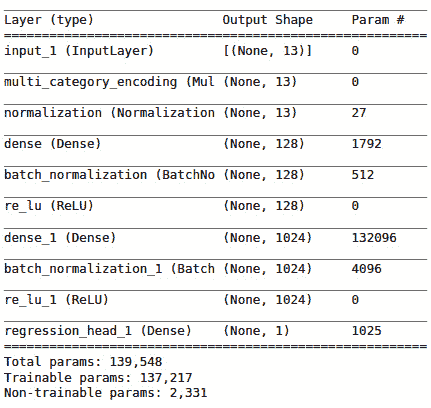 Layer (type) Output Shape Param #
input_1 (InputLayer) [(None, 13)] 0
multi_category_encoding (Mul (None, 13) 0
normalization (Normalization (None, 13) 27
dense (Dense) (None, 128) 1792
batch_normalization (BatchNo (None, 128) 512
re_lu (ReLU) (None, 128) 0
dense_1 (Dense) (None, 1024) 132096
batch_normalization_1 (Batch (None, 1024) 4096
re_lu_1 (ReLU) (None, 1024) 0
regression_head_1 (Dense) (None, 1) 1025
Total params: 139,548
Trainable params: 137,217
Non-trainable params: 2,331